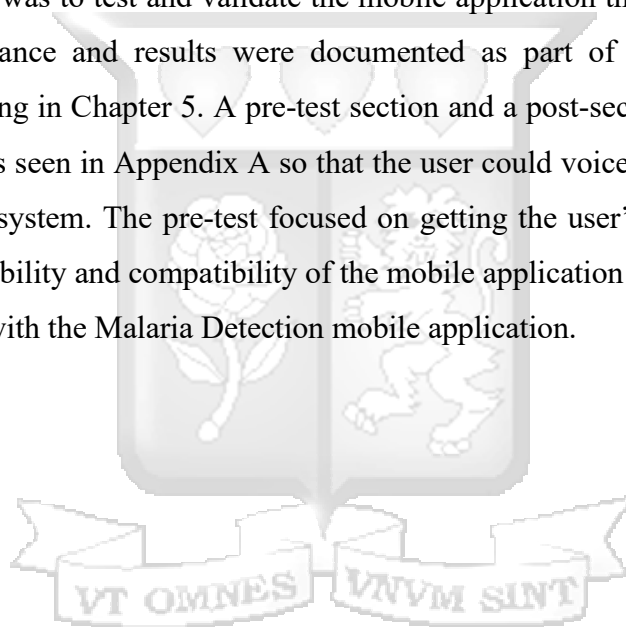 was to test and validate the mobile application th
ance and results were documented as part of
ng in Chapter 5. A pre-test section and a post-sec
s seen in Appendix A so that the user could voice
system. The pre-test focused on getting the user'
bility and compatibility of the mobile application
with the Malaria Detection mobile application.
VT OMNES VNVM SINT